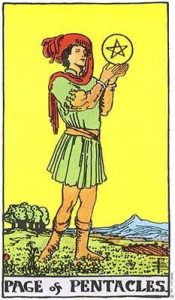 PAGE of PENTACLES.